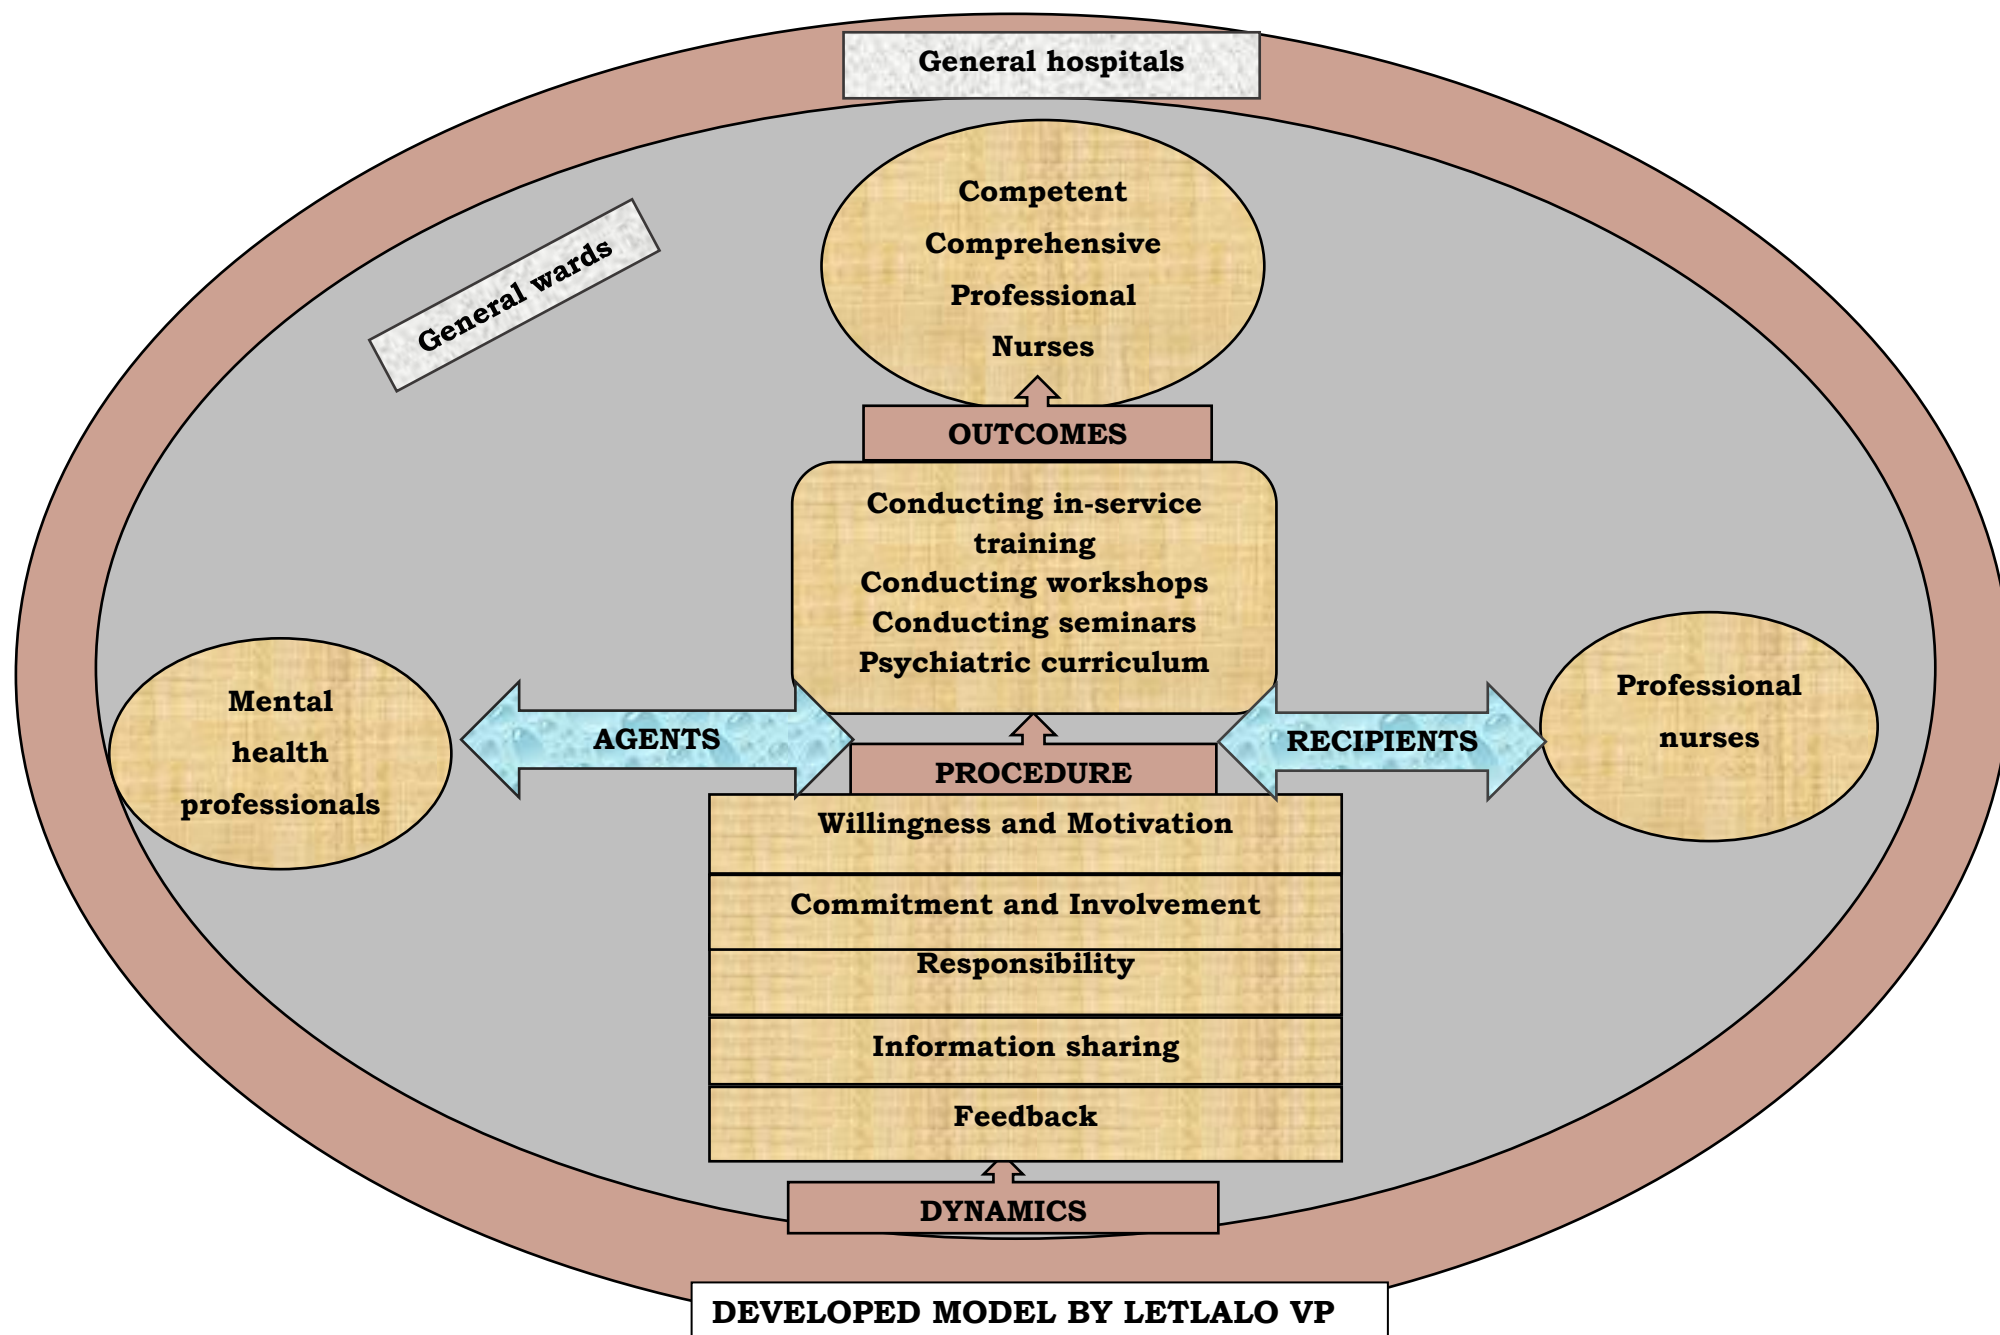 General hospitals
General wards
Competent
Comprehensive
Professional
Nurses
OUTCOMES
Conducting in-service
training
Conducting workshops
Conducting seminars
Psychiatric curriculum
Mental
health
professionals
AGENTS
RECIPIENTS
Professional
nurses
PROCEDURE
Willingness and Motivation
Commitment and Involvement
Responsibility
Information sharing
Feedback
DYNAMICS
DEVELOPED MODEL BY LETLALO VP